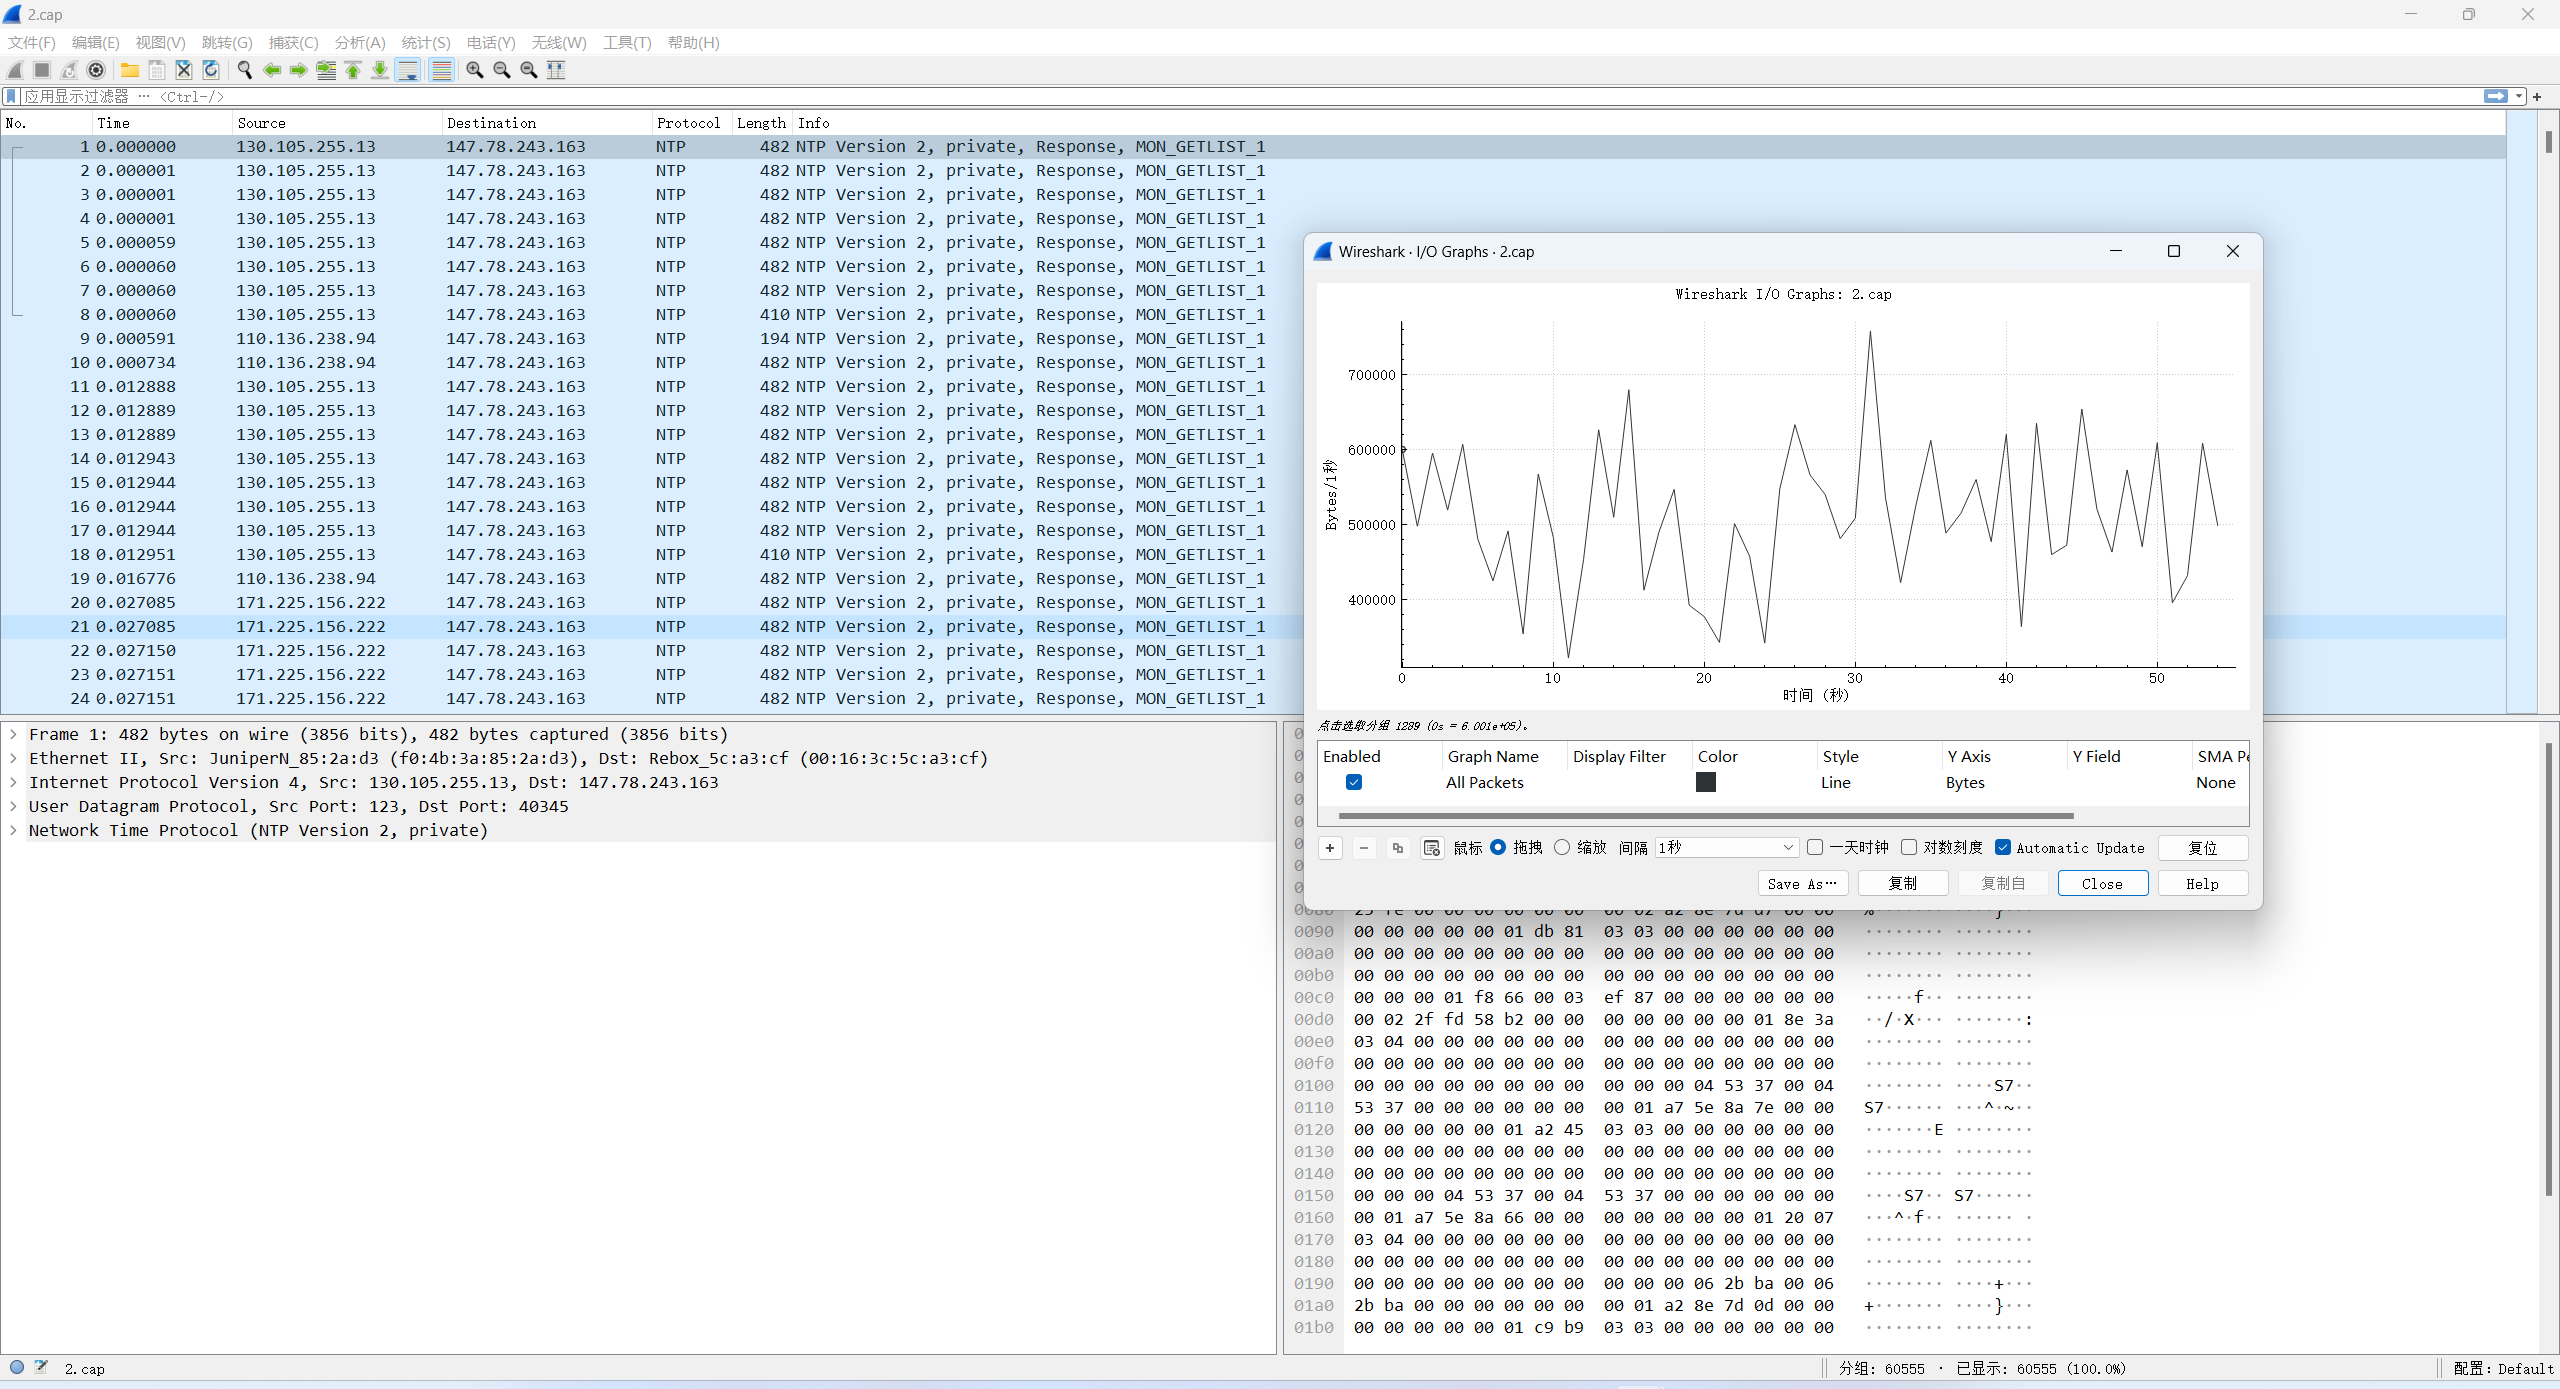 2.cap
文件(F) 编辑(E) 视图(V) 跳转(G) 捕获(C) 分析(A) 统计(S) 电话(Y) 无线(W) 工具(T) 帮助(H)
应用显示过滤器 … <Ctrl-/>
No. Time Source Destination Protocol Length Info
1 0.000000 130.105.255.13 147.78.243.163 NTP 482 NTP Version 2, private, Response, MON_GETLIST_1
2 0.000001 130.105.255.13 147.78.243.163 NTP 482 NTP Version 2, private, Response, MON_GETLIST_1
3 0.000001 130.105.255.13 147.78.243.163 NTP 482 NTP Version 2, private, Response, MON_GETLIST_1
4 0.000001 130.105.255.13 147.78.243.163 NTP 482 NTP Version 2, private, Response, MON_GETLIST_1
5 0.000059 130.105.255.13 147.78.243.163 NTP 482 NTP Version 2, private, Response, MON_GETLIST_1
6 0.000060 130.105.255.13 147.78.243.163 NTP 482 NTP Version 2, private, Response, MON_GETLIST_1
7 0.000060 130.105.255.13 147.78.243.163 NTP 482 NTP Version 2, private, Response, MON_GETLIST_1
8 0.000060 130.105.255.13 147.78.243.163 NTP 410 NTP Version 2, private, Response, MON_GETLIST_1
9 0.000591 110.136.238.94 147.78.243.163 NTP 194 NTP Version 2, private, Response, MON_GETLIST_1
10 0.000734 110.136.238.94 147.78.243.163 NTP 482 NTP Version 2, private, Response, MON_GETLIST_1
11 0.012888 130.105.255.13 147.78.243.163 NTP 482 NTP Version 2, private, Response, MON_GETLIST_1
12 0.012889 130.105.255.13 147.78.243.163 NTP 482 NTP Version 2, private, Response, MON_GETLIST_1
13 0.012889 130.105.255.13 147.78.243.163 NTP 482 NTP Version 2, private, Response, MON_GETLIST_1
14 0.012943 130.105.255.13 147.78.243.163 NTP 482 NTP Version 2, private, Response, MON_GETLIST_1
15 0.012944 130.105.255.13 147.78.243.163 NTP 482 NTP Version 2, private, Response, MON_GETLIST_1
16 0.012944 130.105.255.13 147.78.243.163 NTP 482 NTP Version 2, private, Response, MON_GETLIST_1
17 0.012944 130.105.255.13 147.78.243.163 NTP 482 NTP Version 2, private, Response, MON_GETLIST_1
18 0.012951 130.105.255.13 147.78.243.163 NTP 410 NTP Version 2, private, Response, MON_GETLIST_1
19 0.016776 110.136.238.94 147.78.243.163 NTP 482 NTP Version 2, private, Response, MON_GETLIST_1
20 0.027085 171.225.156.222 147.78.243.163 NTP 482 NTP Version 2, private, Response, MON_GETLIST_1
21 0.027085 171.225.156.222 147.78.243.163 NTP 482 NTP Version 2, private, Response, MON_GETLIST_1
22 0.027150 171.225.156.222 147.78.243.163 NTP 482 NTP Version 2, private, Response, MON_GETLIST_1
23 0.027151 171.225.156.222 147.78.243.163 NTP 482 NTP Version 2, private, Response, MON_GETLIST_1
24 0.027151 171.225.156.222 147.78.243.163 NTP 482 NTP Version 2, private, Response, MON_GETLIST_1
Frame 1: 482 bytes on wire (3856 bits), 482 bytes captured (3856 bits)
Ethernet II, Src: JuniperN_85:2a:d3 (f0:4b:3a:85:2a:d3), Dst: Rebox_5c:a3:cf (00:16:3c:5c:a3:cf)
Internet Protocol Version 4, Src: 130.105.255.13, Dst: 147.78.243.163
User Datagram Protocol, Src Port: 123, Dst Port: 40345
Network Time Protocol (NTP Version 2, private)
Wireshark · I/O Graphs · 2.cap
Wireshark I/O Graphs: 2.cap
700000
600000
500000
400000
Bytes/1秒
0 10 20 30 40 50
时间 (秒)
点击选取分组 1289 (0s = 6.001e+05)。
Enabled Graph Name Display Filter Color Style Y Axis Y Field SMA Pe
All Packets Line Bytes None
+ − 鼠标 拖拽 缩放 间隔 1秒 一天时钟 对数刻度 Automatic Update 复位
Save As… 复制 复制自 Close Help
0090 00 00 00 00 00 01 db 81 03 03 00 00 00 00 00 00 ········ ········
00a0 00 00 00 00 00 00 00 00 00 00 00 00 00 00 00 00 ········ ········
00b0 00 00 00 00 00 00 00 00 00 00 00 00 00 00 00 00 ········ ········
00c0 00 00 00 01 f8 66 00 03 ef 87 00 00 00 00 00 00 ·····f·· ········
00d0 00 02 2f fd 58 b2 00 00 00 00 00 00 00 01 8e 3a ··/·X··· ·······:
00e0 03 04 00 00 00 00 00 00 00 00 00 00 00 00 00 00 ········ ········
00f0 00 00 00 00 00 00 00 00 00 00 00 00 00 00 00 00 ········ ········
0100 00 00 00 00 00 00 00 00 00 00 00 04 53 37 00 04 ········ ····S7··
0110 53 37 00 00 00 00 00 00 00 01 a7 5e 8a 7e 00 00 S7······ ···^·~··
0120 00 00 00 00 00 01 a2 45 03 03 00 00 00 00 00 00 ·······E ········
0130 00 00 00 00 00 00 00 00 00 00 00 00 00 00 00 00 ········ ········
0140 00 00 00 00 00 00 00 00 00 00 00 00 00 00 00 00 ········ ········
0150 00 00 00 04 53 37 00 04 53 37 00 00 00 00 00 00 ····S7·· S7······
0160 00 01 a7 5e 8a 66 00 00 00 00 00 00 00 01 20 07 ···^·f·· ······ ·
0170 03 04 00 00 00 00 00 00 00 00 00 00 00 00 00 00 ········ ········
0180 00 00 00 00 00 00 00 00 00 00 00 00 00 00 00 00 ········ ········
0190 00 00 00 00 00 00 00 00 00 00 00 06 2b ba 00 06 ········ ····+···
01a0 2b ba 00 00 00 00 00 00 00 01 a2 8e 7d 0d 00 00 +······· ····}···
01b0 00 00 00 00 00 01 c9 b9 03 03 00 00 00 00 00 00 ········ ········
2.cap 分组: 60555 · 已显示: 60555 (100.0%) 配置: Default